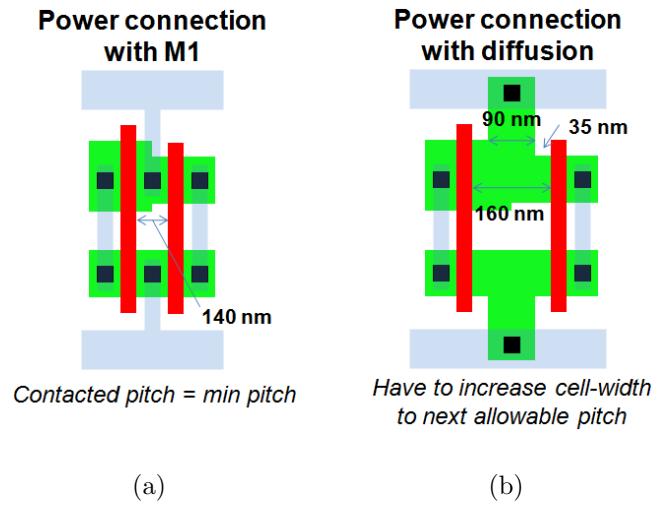 Power connection
with M1
140 nm
Contacted pitch = min pitch
(a)
Power connection
with diffusion
90 nm
35 nm
160 nm
Have to increase cell-width
to next allowable pitch
(b)